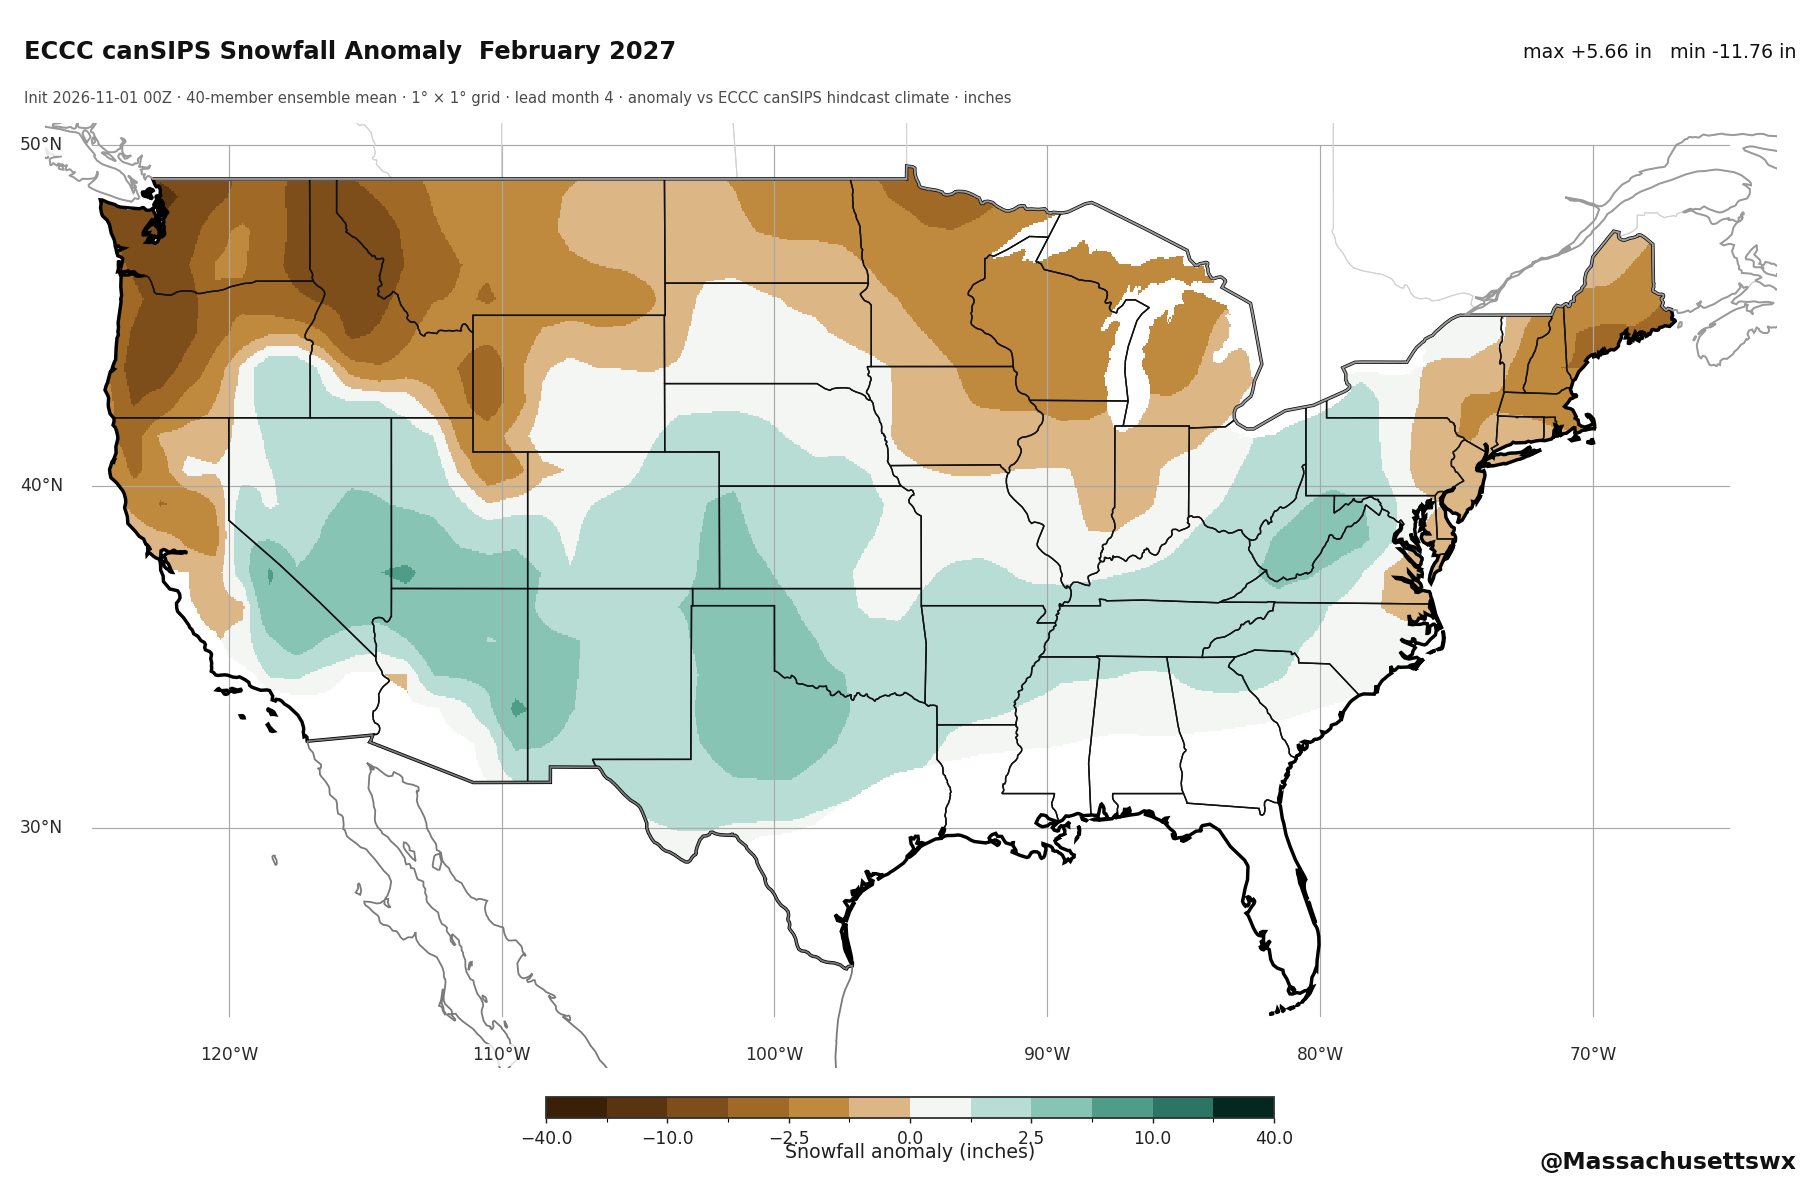 ECCC canSIPS Snowfall Anomaly  February 2027
max +5.66 in   min -11.76 in
Init 2026-11-01 00Z · 40-member ensemble mean · 1° × 1° grid · lead month 4 · anomaly vs ECCC canSIPS hindcast climate · inches
50°N
40°N
30°N
120°W 110°W 100°W 90°W 80°W 70°W
−40.0 −10.0 −2.5 0.0 2.5 10.0 40.0
Snowfall anomaly (inches)
@Massachusettswx